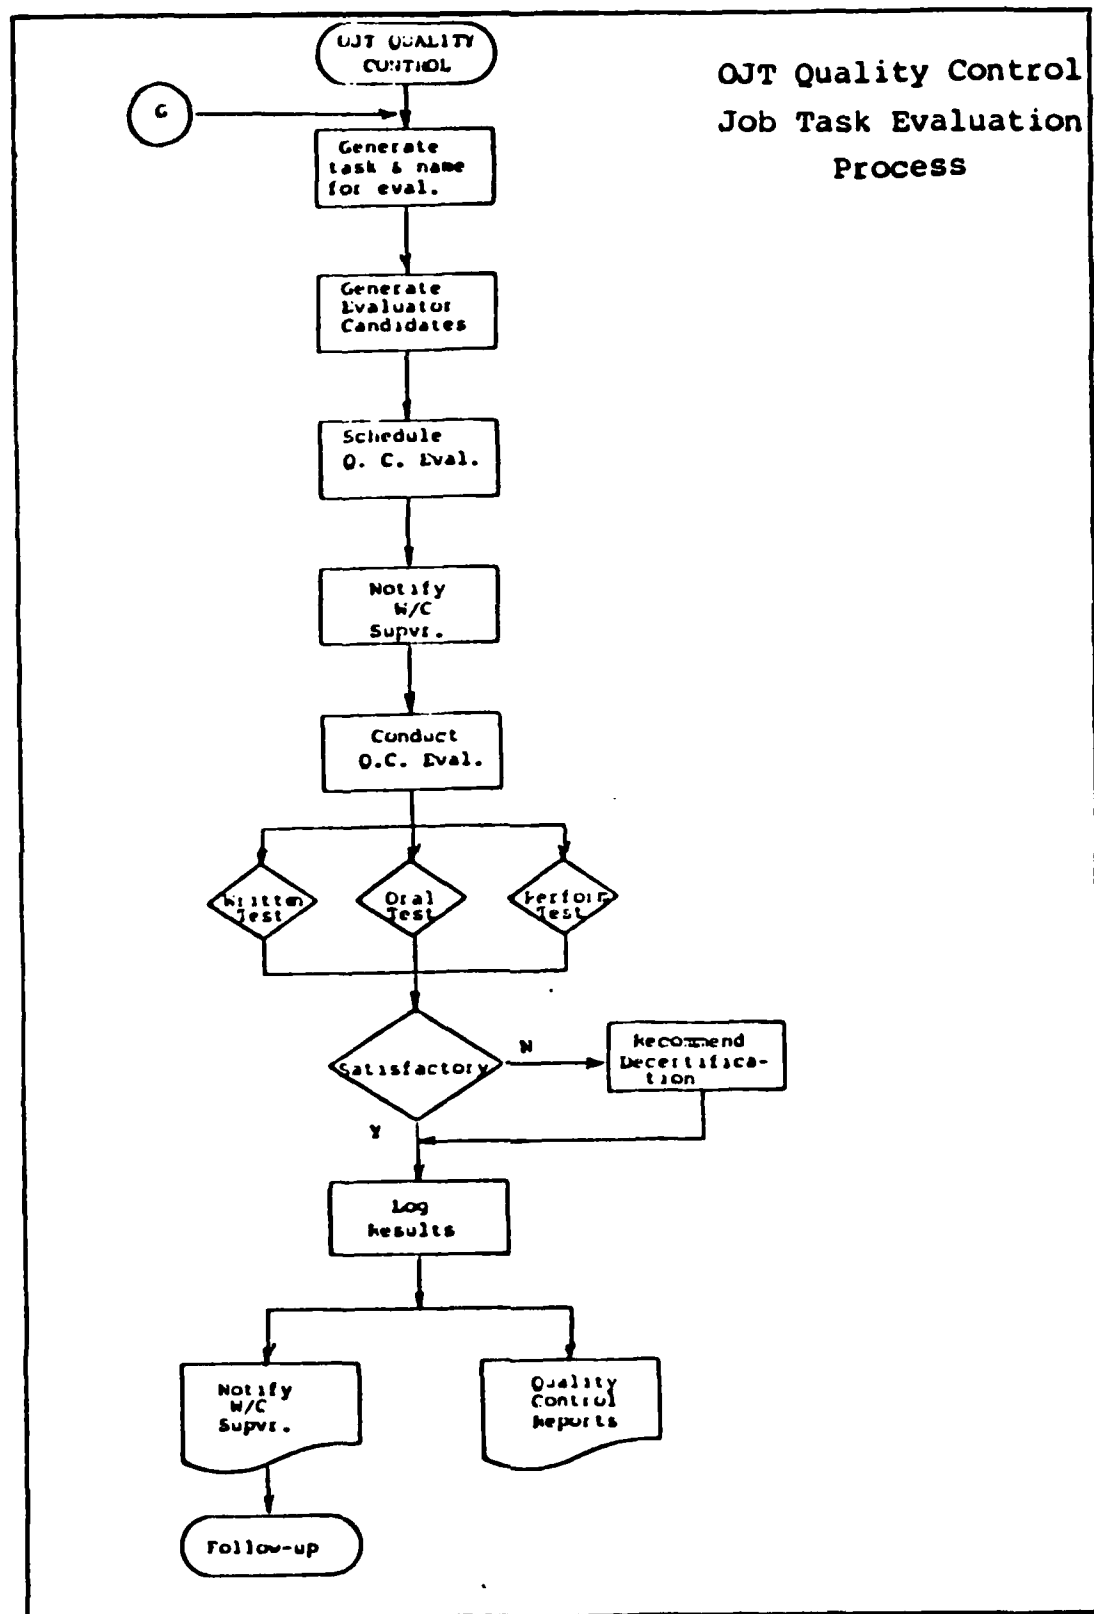 OJT QUALITY
CONTROL
OJT Quality Control
Job Task Evaluation
Process
G
Generate
task & name
for eval.
Generate
Evaluator
Candidates
Schedule
Q. C. Eval.
Notify
W/C
Supvr.
Conduct
Q.C. Eval.
Written
Test
Oral
Test
Perform
Test
Satisfactory
N
Recommend
Decertifica-
tion
Y
Log
Results
Notify
W/C
Supvr.
Quality
Control
Reports
Follow-up